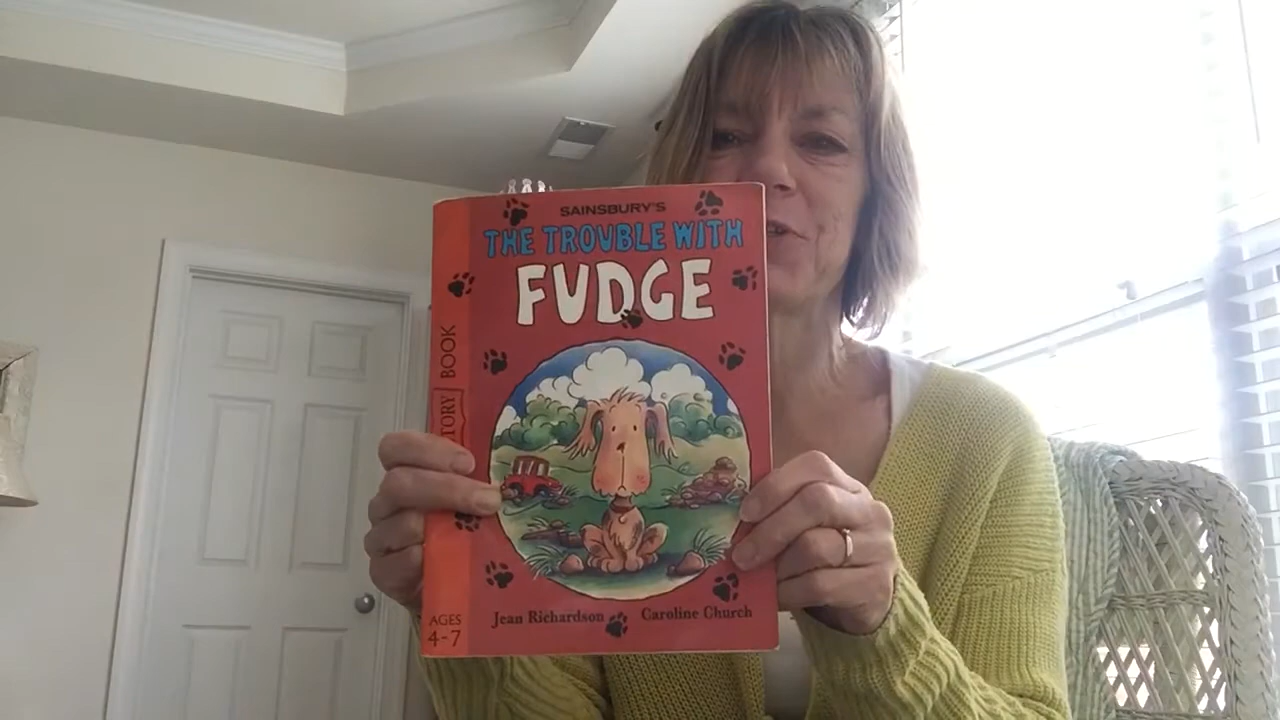 SAINSBURY'S
THE TROUBLE WITH
FUDGE
STORY BOOK
AGES
4-7
Jean Richardson
Caroline Church